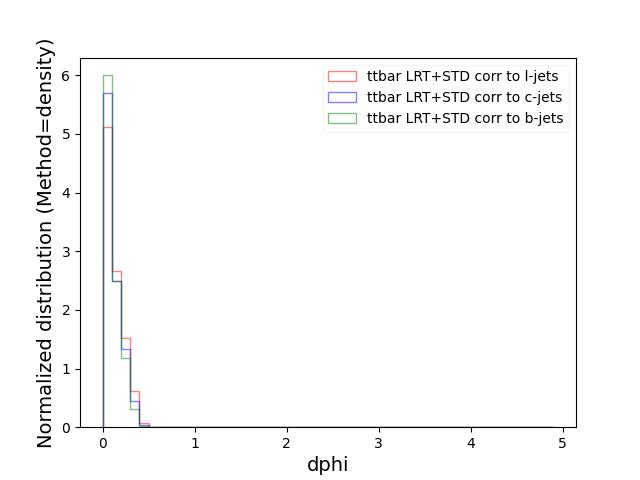 ttbar LRT+STD corr to l-jets
ttbar LRT+STD corr to c-jets
ttbar LRT+STD corr to b-jets
Normalized distribution (Method=density)
6
5
4
3
2
1
0
0 1 2 3 4 5
dphi